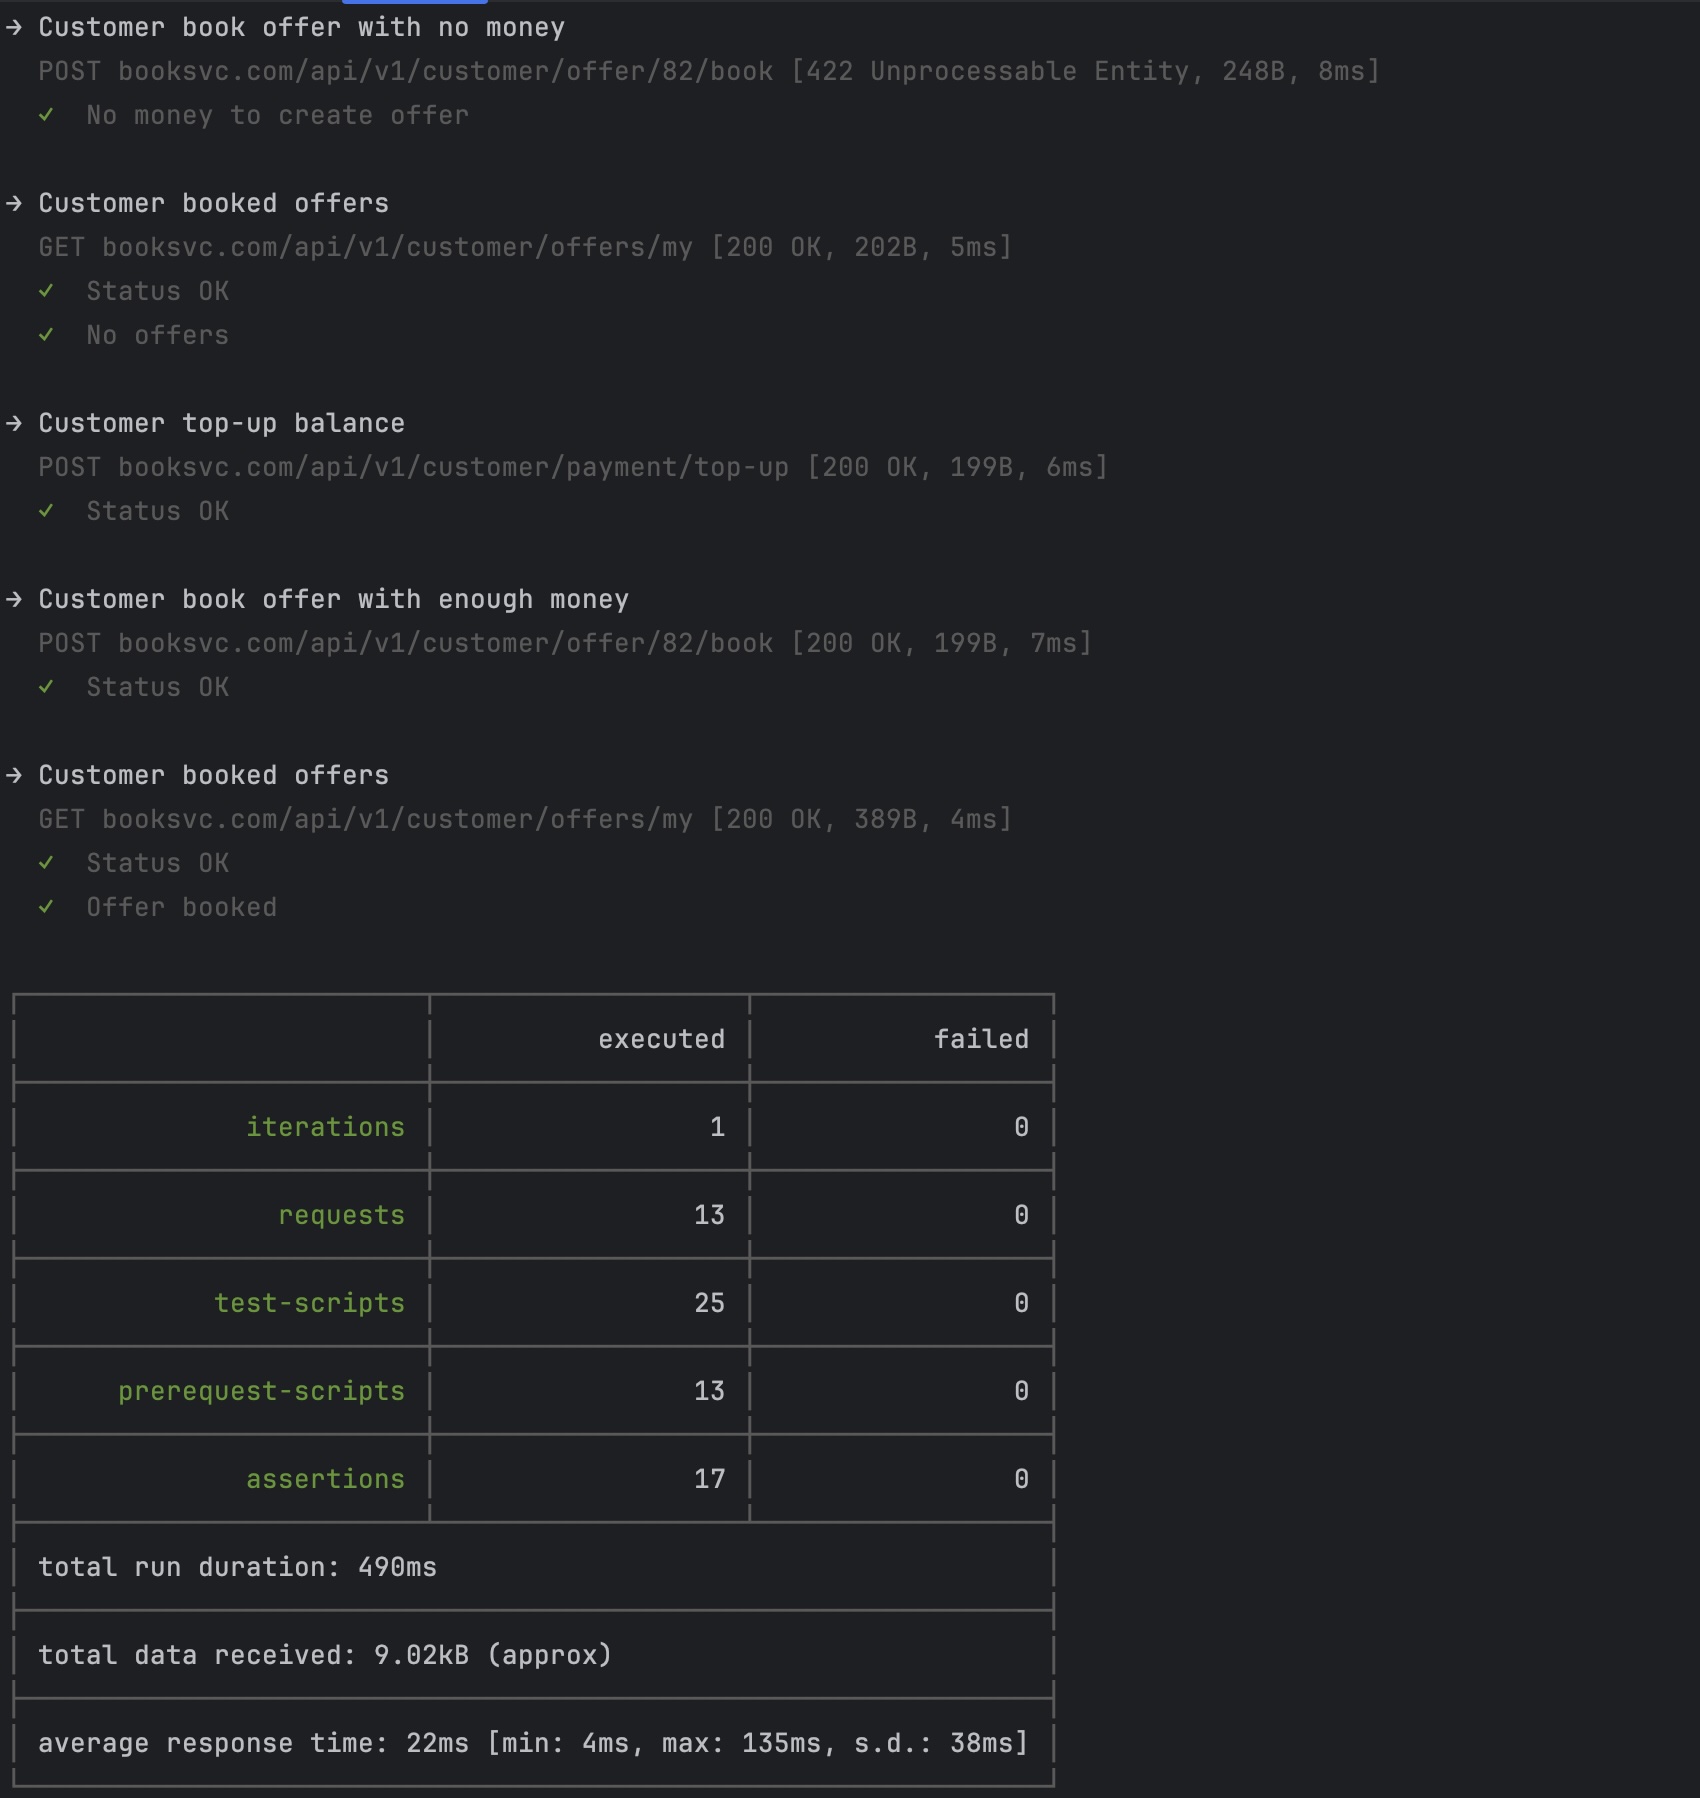 → Customer book offer with no money
POST booksvc.com/api/v1/customer/offer/82/book [422 Unprocessable Entity, 248B, 8ms]
✓ No money to create offer
→ Customer booked offers
GET booksvc.com/api/v1/customer/offers/my [200 OK, 202B, 5ms]
✓ Status OK
✓ No offers
→ Customer top-up balance
POST booksvc.com/api/v1/customer/payment/top-up [200 OK, 199B, 6ms]
✓ Status OK
→ Customer book offer with enough money
POST booksvc.com/api/v1/customer/offer/82/book [200 OK, 199B, 7ms]
✓ Status OK
→ Customer booked offers
GET booksvc.com/api/v1/customer/offers/my [200 OK, 389B, 4ms]
✓ Status OK
✓ Offer booked
executed failed
iterations 1 0
requests 13 0
test-scripts 25 0
prerequest-scripts 13 0
assertions 17 0
total run duration: 490ms
total data received: 9.02kB (approx)
average response time: 22ms [min: 4ms, max: 135ms, s.d.: 38ms]